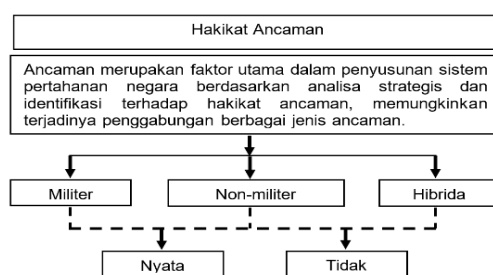 Hakikat Ancaman
Ancaman merupakan faktor utama dalam penyusunan sistem
pertahanan negara berdasarkan analisa strategis dan
identifikasi terhadap hakikat ancaman, memungkinkan
terjadinya penggabungan berbagai jenis ancaman.
Militer
Non-militer
Hibrida
Nyata
Tidak